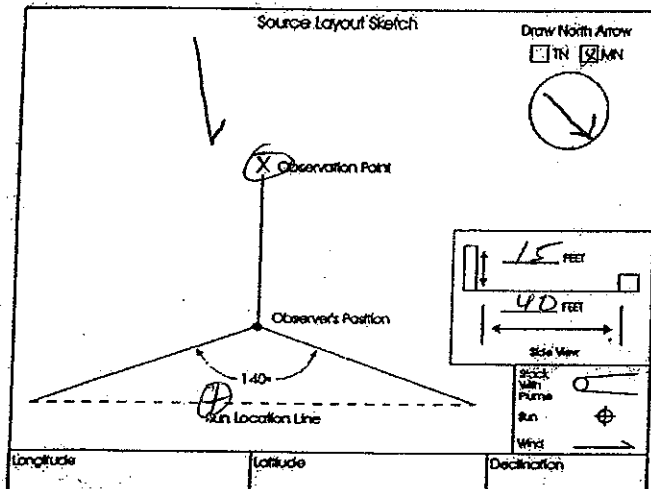 Source Layout Sketch
Draw North Arrow
TN X MN
X Observation Point
15 FEET
40 FEET
Side View
Observer's Position
140°
Sun Location Line
Stack
With
Plume
Sun
Wind
Longitude
Latitude
Declination